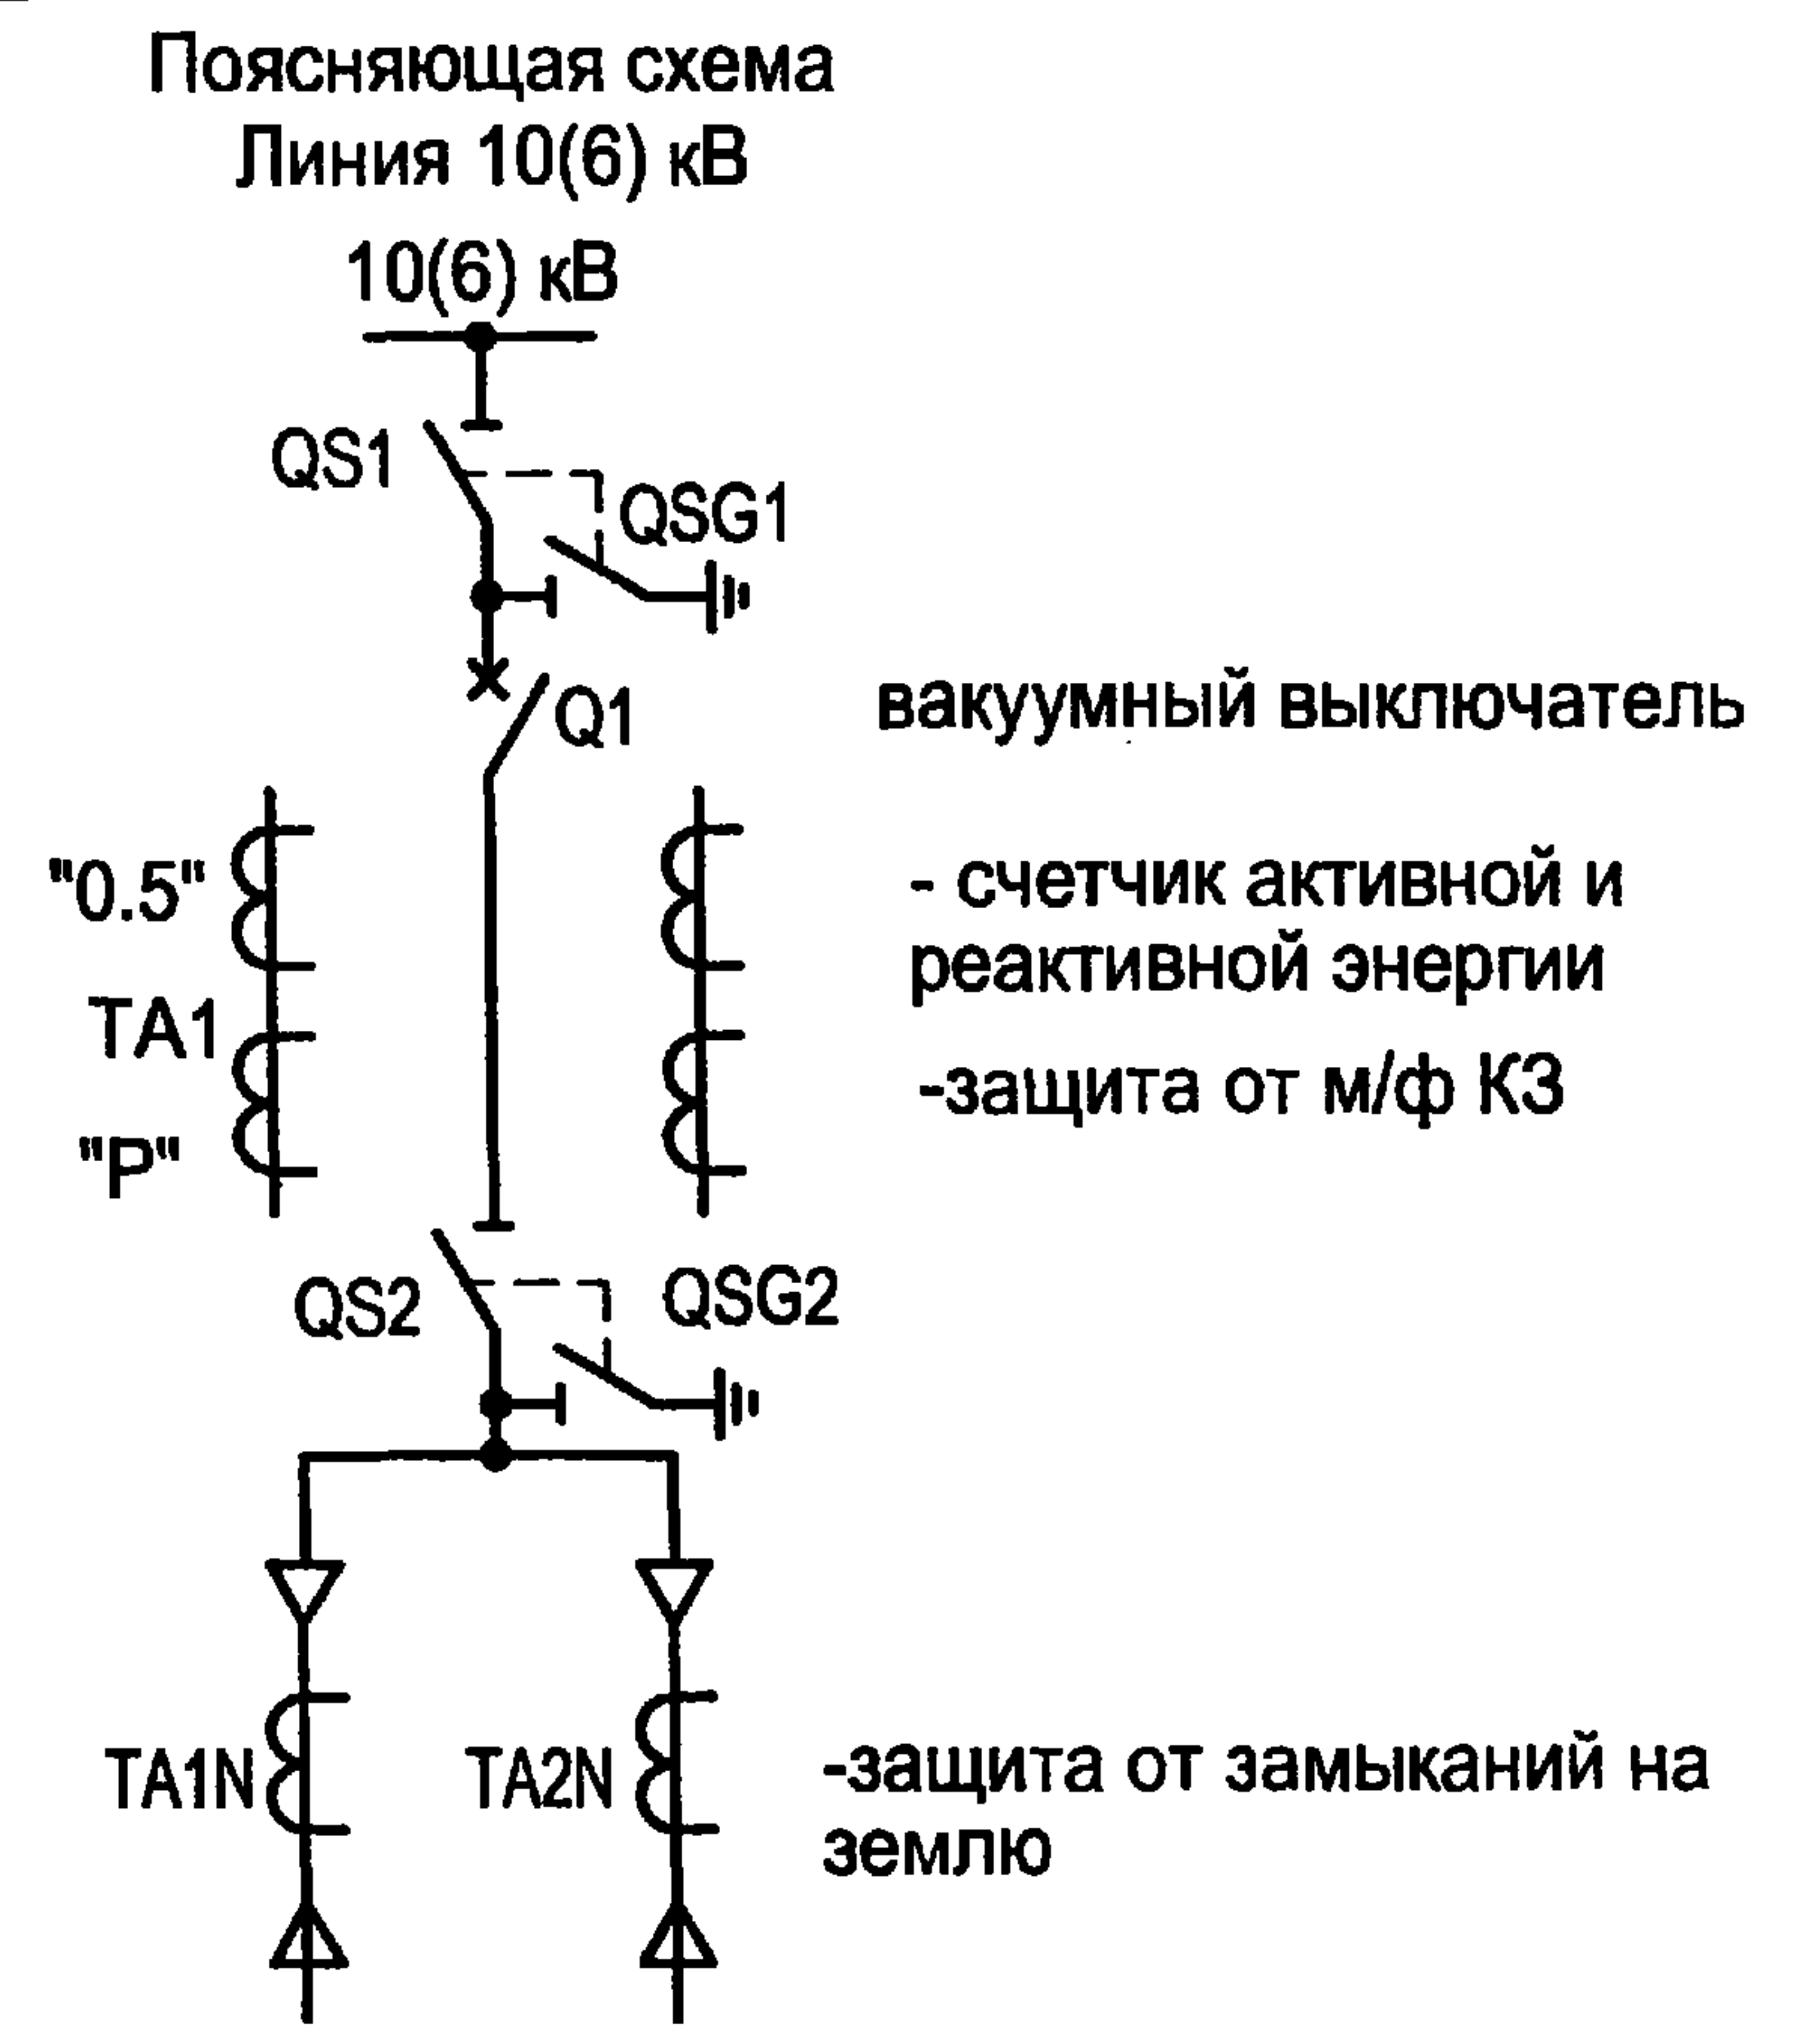 Поясняющая схема
Линия 10(6) кВ
10(6) кВ
QS1
QSG1
Q1
вакуумный выключатель
"0.5"
- счетчик активной и
реактивной энергии
TA1
-защита от м/ф КЗ
"P"
QS2
QSG2
TA1N
TA2N
-защита от замыканий на
землю